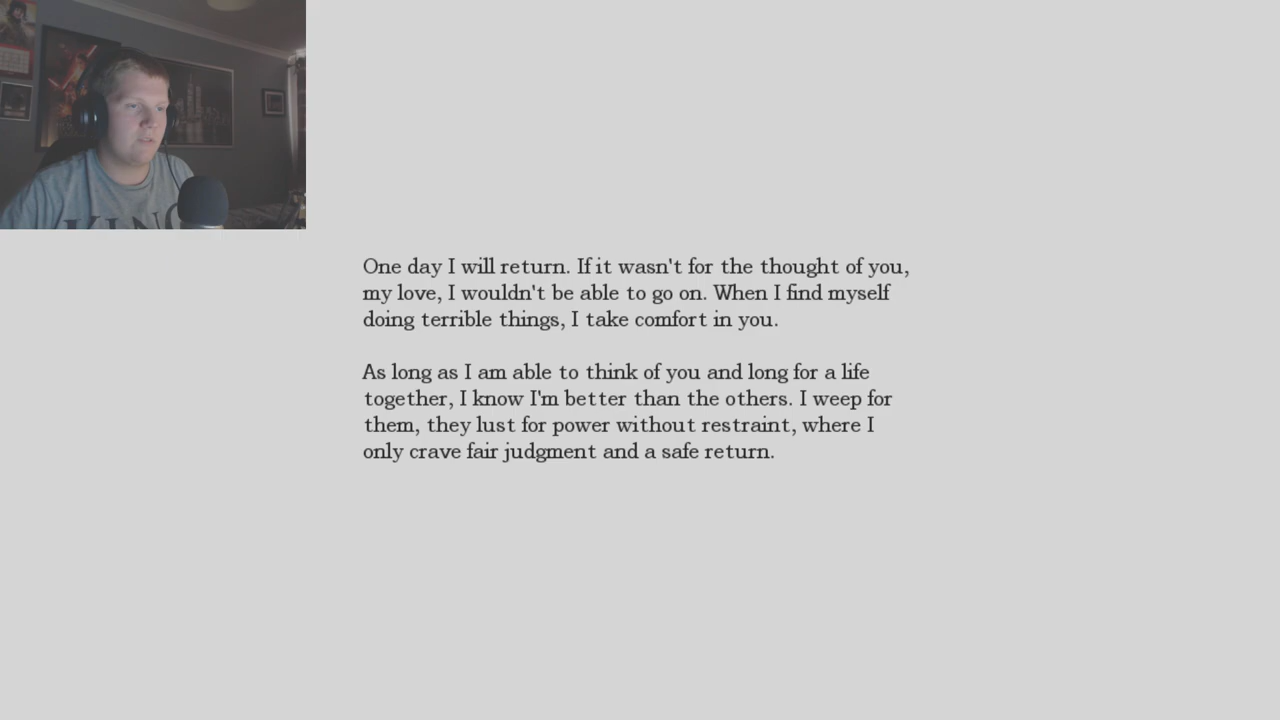 KING
One day I will return. If it wasn't for the thought of you,
my love, I wouldn't be able to go on. When I find myself
doing terrible things, I take comfort in you.
As long as I am able to think of you and long for a life
together, I know I'm better than the others. I weep for
them, they lust for power without restraint, where I
only crave fair judgment and a safe return.